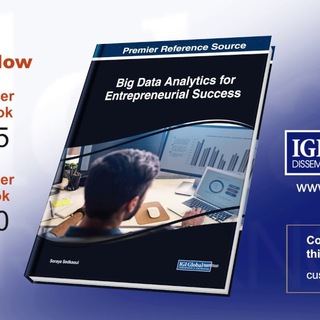 low
er
ok
5
er
ok
0
Premier Reference Source
Big Data Analytics for
Entrepreneurial Success
Soraya Sedkaoui
IGI Global
IGI
DISSEM
www.
Co
thi
cus